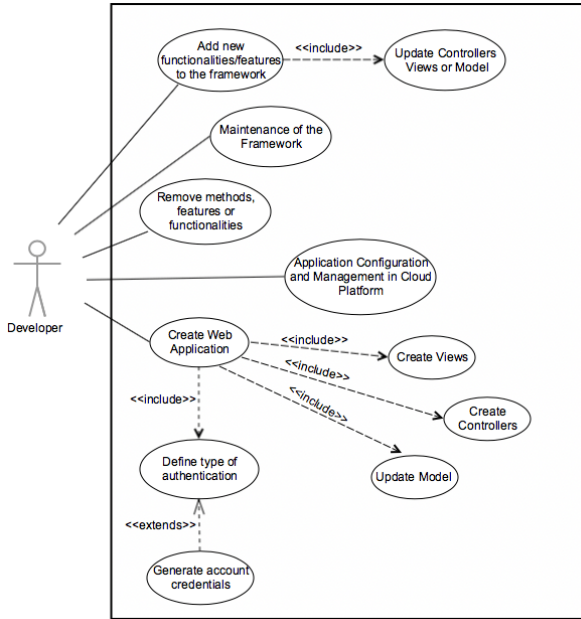 Add new
functionalities/features
to the framework
<<include>>
Update Controllers
Views or Model
Maintenance of the
Framework
Remove methods,
features or
functionalities
Application Configuration
and Management in Cloud
Platform
Developer
Create Web
Application
<<include>>
Create Views
<<include>>
<<include>>
<<include>>
Create
Controllers
Define type of
authentication
Update Model
<<extends>>
Generate account
credentials